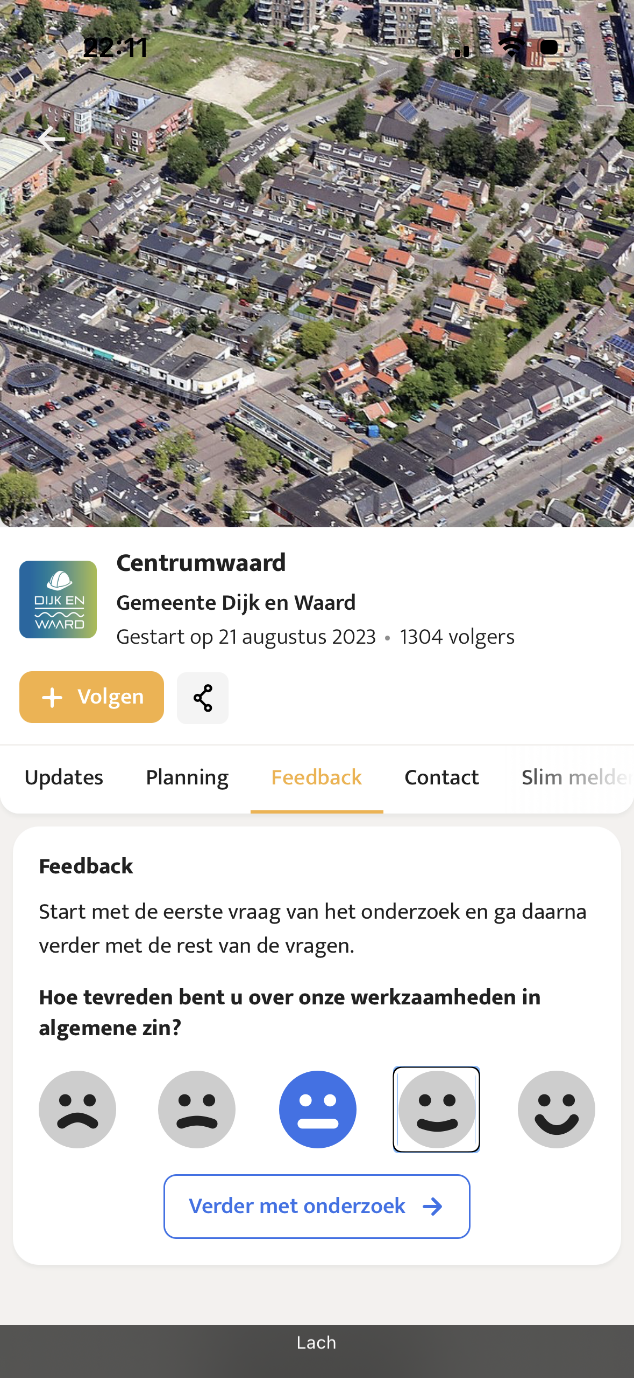 22:11
Centrumwaard
DIJK EN
WAARD
Gemeente Dijk en Waard
Gestart op 21 augustus 2023 • 1304 volgers
+ Volgen
Updates Planning Feedback Contact Slim melde
Feedback
Start met de eerste vraag van het onderzoek en ga daarna
verder met de rest van de vragen.
Hoe tevreden bent u over onze werkzaamheden in
algemene zin?
Verder met onderzoek →
Lach